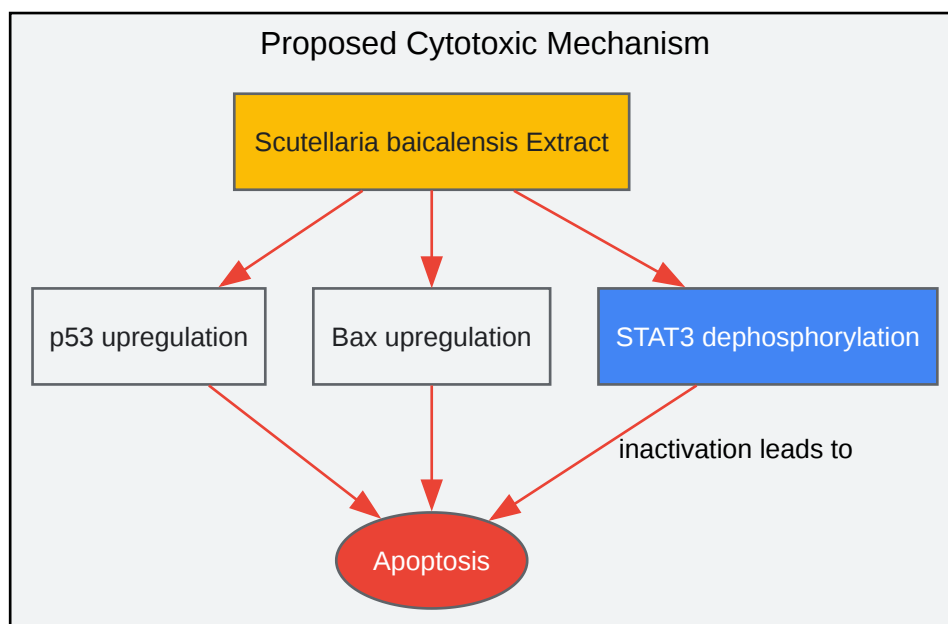 Proposed Cytotoxic Mechanism
Scutellaria baicalensis Extract
p53 upregulation
Bax upregulation
STAT3 dephosphorylation
inactivation leads to
Apoptosis